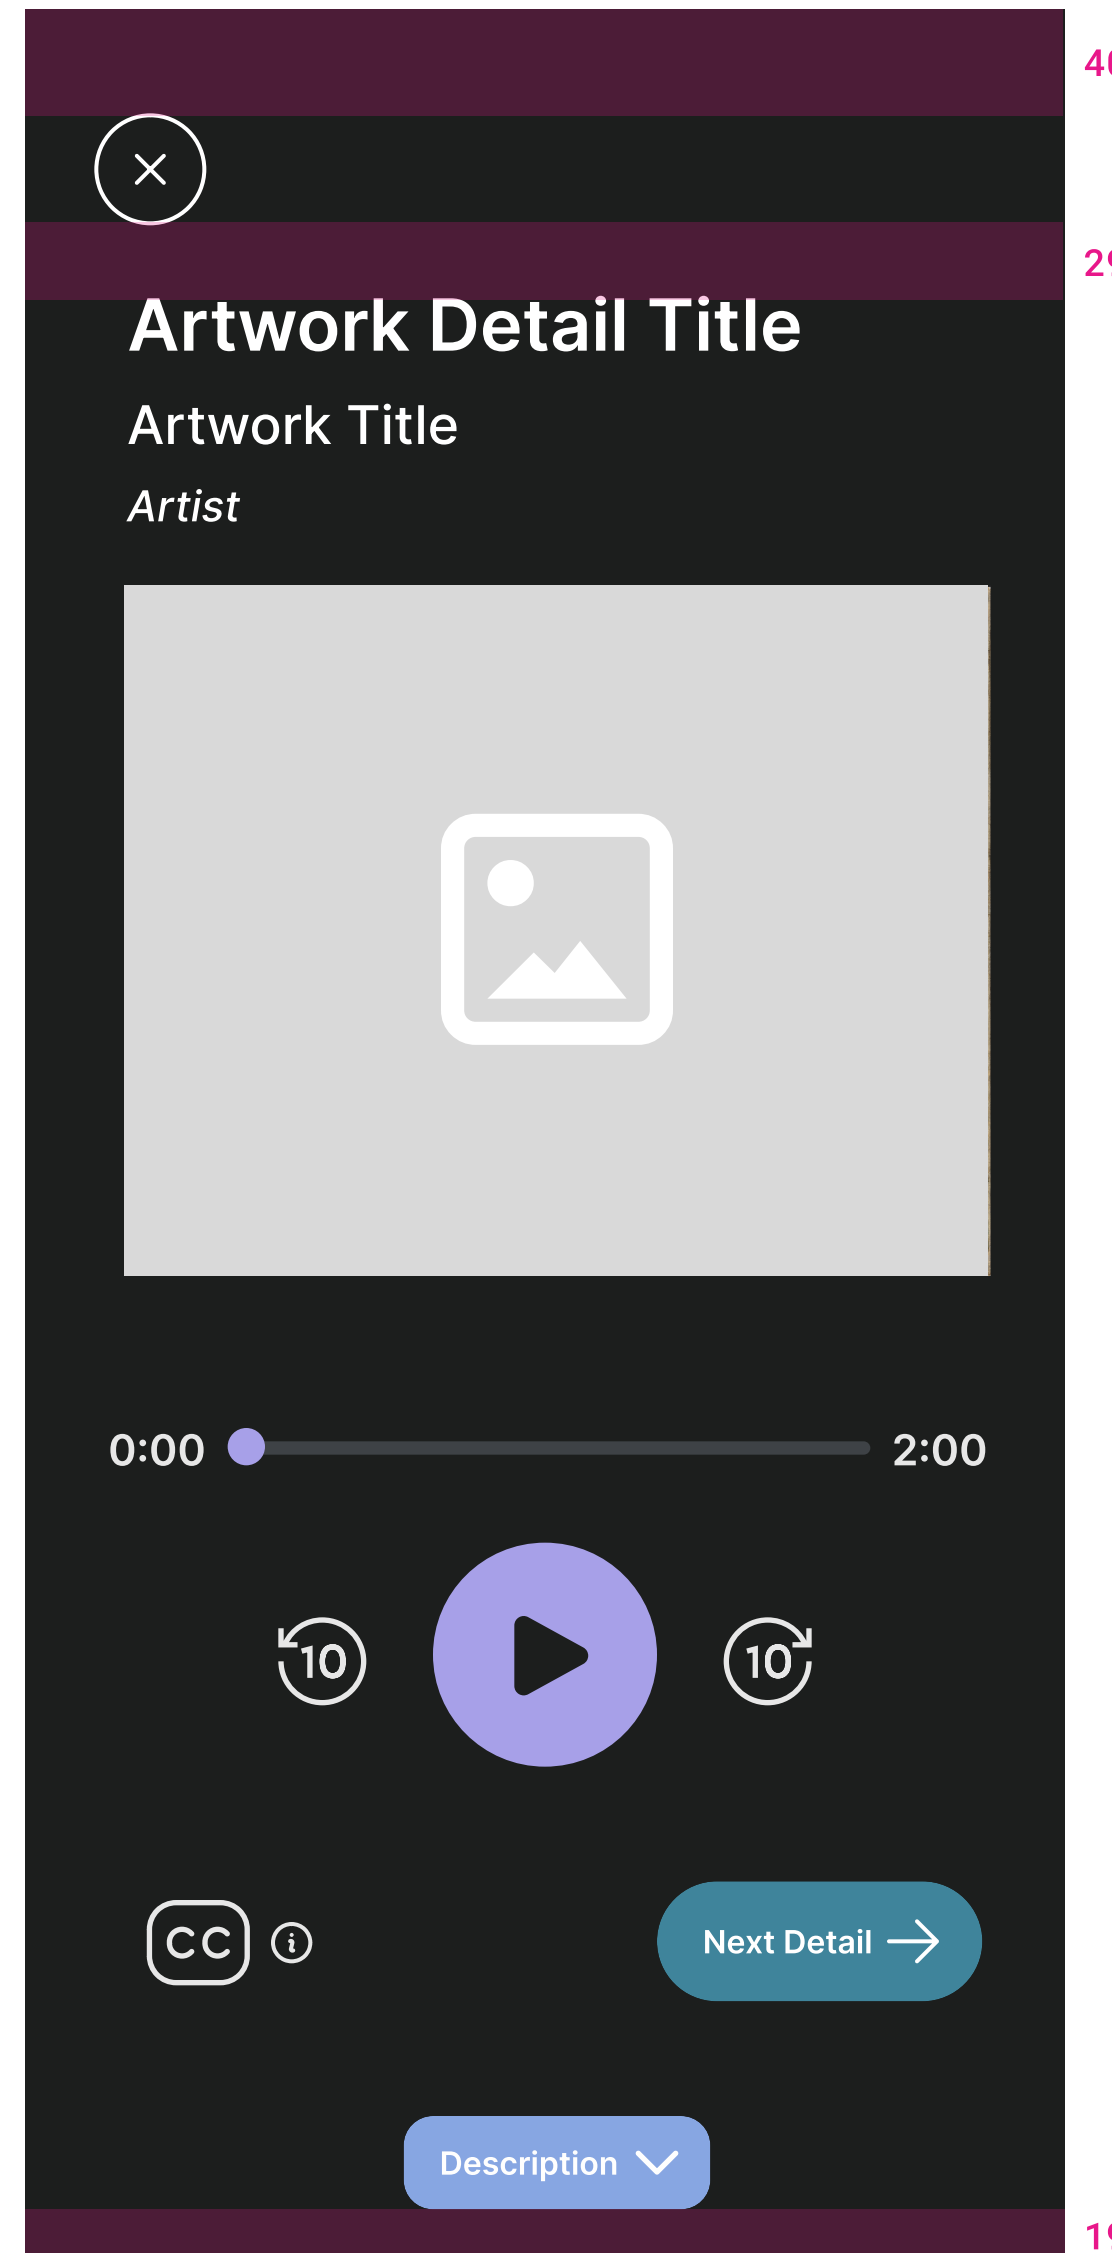 Artwork Detail Title
Artwork Title
Artist
0:00 2:00
10 10
CC i Next Detail
Description